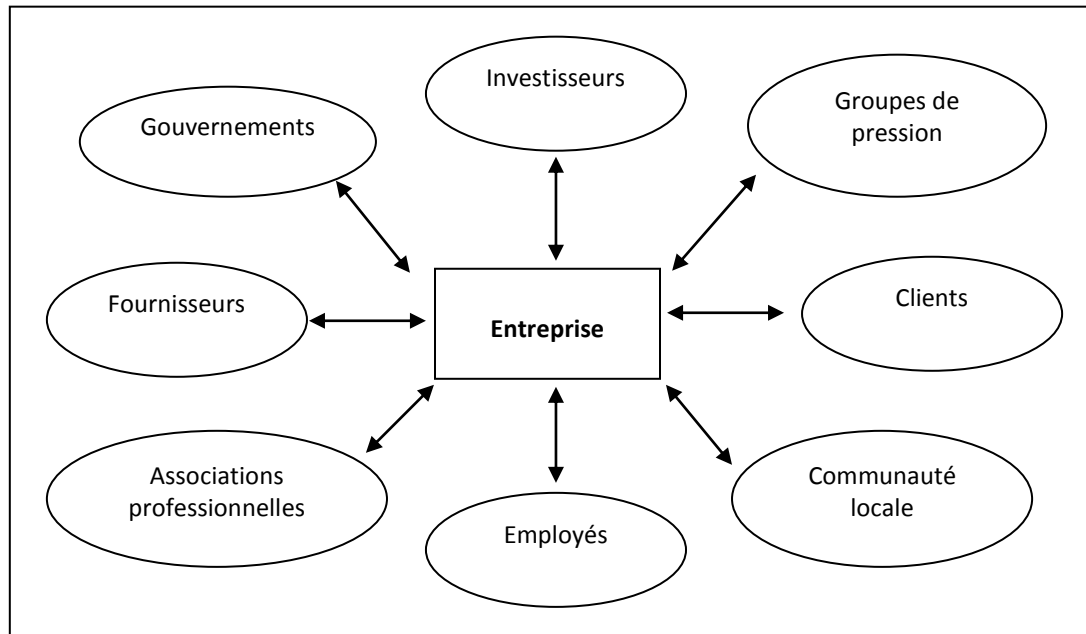 Investisseurs
Gouvernements
Groupes de
pression
Fournisseurs
Entreprise
Clients
Associations
professionnelles
Employés
Communauté
locale